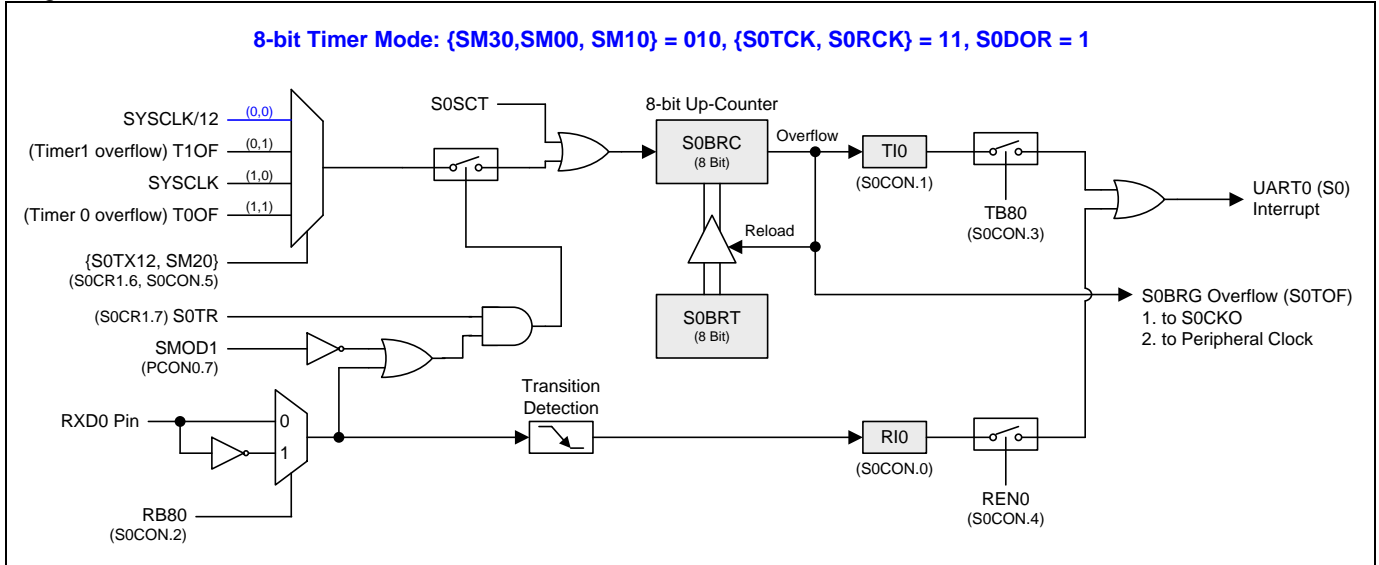 8-bit Timer Mode: {SM30,SM00, SM10} = 010, {S0TCK, S0RCK} = 11, S0DOR = 1
S0SCT
8-bit Up-Counter
SYSCLK/12 (0,0)
(Timer1 overflow) T1OF (0,1)
SYSCLK (1,0)
(Timer 0 overflow) T0OF (1,1)
{S0TX12, SM20}
(S0CR1.6, S0CON.5)
S0BRC
(8 Bit)
Overflow
TI0
(S0CON.1)
TB80
(S0CON.3)
UART0 (S0)
Interrupt
Reload
S0BRT
(8 Bit)
S0BRG Overflow (S0TOF)
1. to S0CKO
2. to Peripheral Clock
(S0CR1.7) S0TR
SMOD1
(PCON0.7)
RXD0 Pin
0
1
RB80
(S0CON.2)
Transition
Detection
RI0
(S0CON.0)
REN0
(S0CON.4)